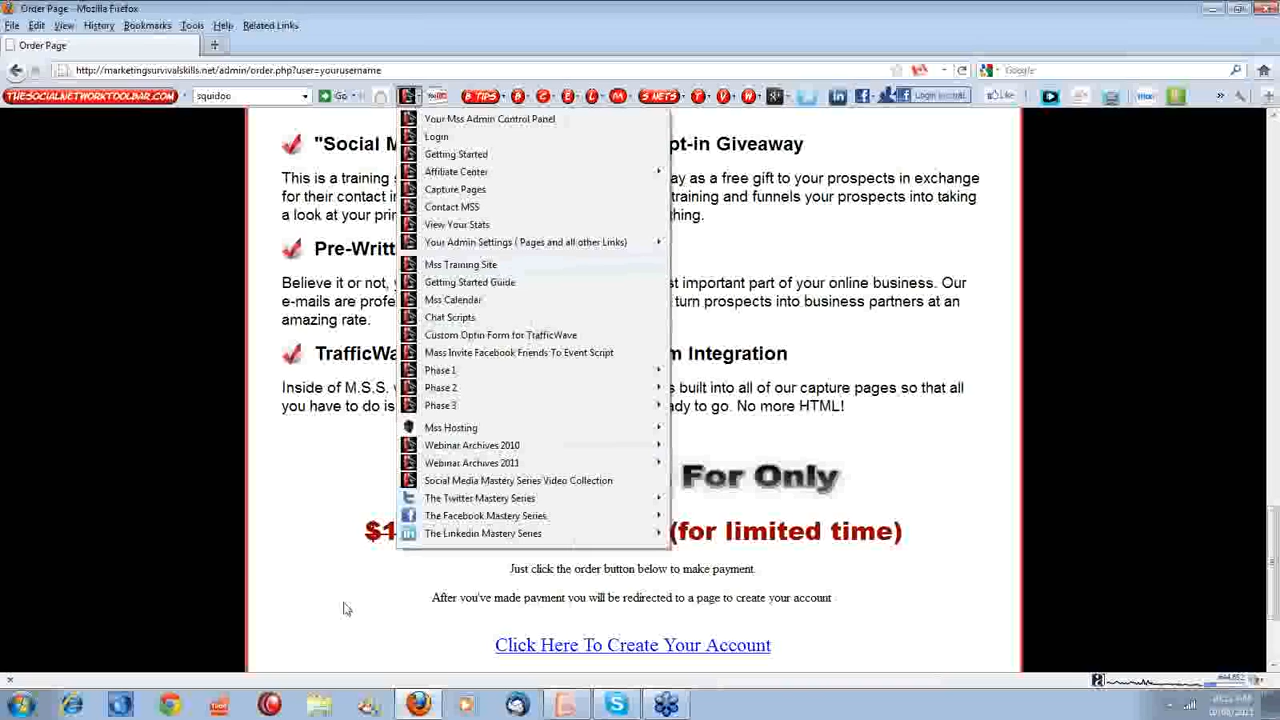 Order Page - Mozilla Firefox
File Edit View History Bookmarks Tools Help Related Links
Order Page
http://marketingsurvivalskills.net/admin/order.php?user=yourusername
Google
THESOCIALNETWORKTOOLBAR.COM
squidoo
Go
B TIPS
S NETS
Login
Like
Your Mss Admin Control Panel
Login
Getting Started
Affiliate Center
Capture Pages
Contact MSS
View Your Stats
Your Admin Settings ( Pages and all other Links)
Mss Training Site
Getting Started Guide
Mss Calendar
Chat Scripts
Custom Optin Form for TrafficWave
Mass Invite Facebook Friends To Event Script
Phase 1
Phase 2
Phase 3
Mss Hosting
Webinar Archives 2010
Webinar Archives 2011
Social Media Mastery Series Video Collection
The Twitter Mastery Series
The Facebook Mastery Series
The Linkedin Mastery Series
"Social M pt-in Giveaway
This is a training s ay as a free gift to your prospects in exchange
for their contact in training and funnels your prospects into taking
a look at your pri hing.
Pre-Writt
Believe it or not, y st important part of your online business. Our
e-mails are profe turn prospects into business partners at an
amazing rate.
TrafficWa m Integration
Inside of M.S.S. s built into all of our capture pages so that all
you have to do is ady to go. No more HTML!
For Only
$1 (for limited time)
Just click the order button below to make payment.
After you've made payment you will be redirected to a page to create your account
Click Here To Create Your Account